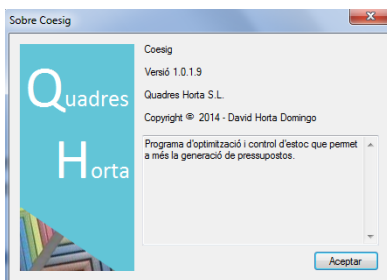 Sobre Coesig
Quadres
Horta
Coesig
Versió 1.0.1.9
Quadres Horta S.L.
Copyright © 2014 - David Horta Domingo
Programa d'optimització i control d'estoc que permet
a més la generació de pressupostos.
Aceptar